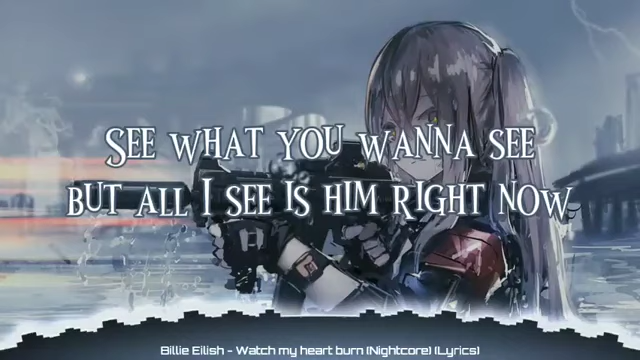 See what you wanna see
but all I see is him right now
Billie Eilish - Watch my heart burn (Nightcore) (Lyrics)